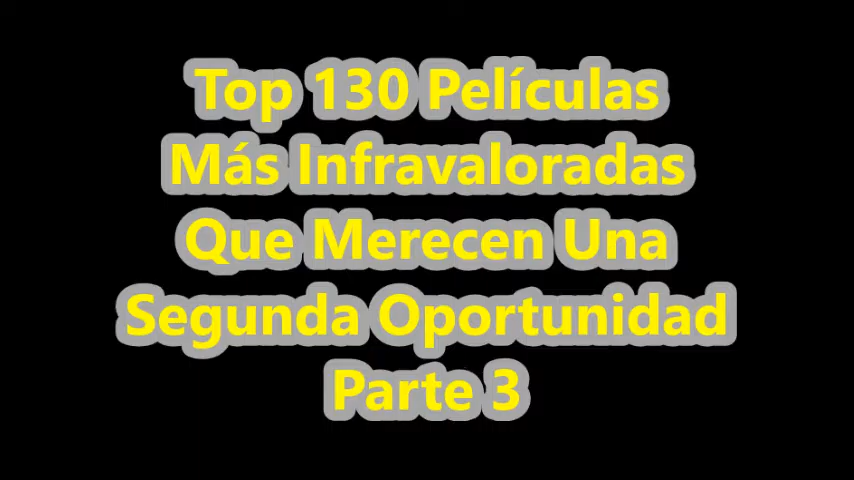 Top 130 Películas
Más Infravaloradas
Que Merecen Una
Segunda Oportunidad
Parte 3